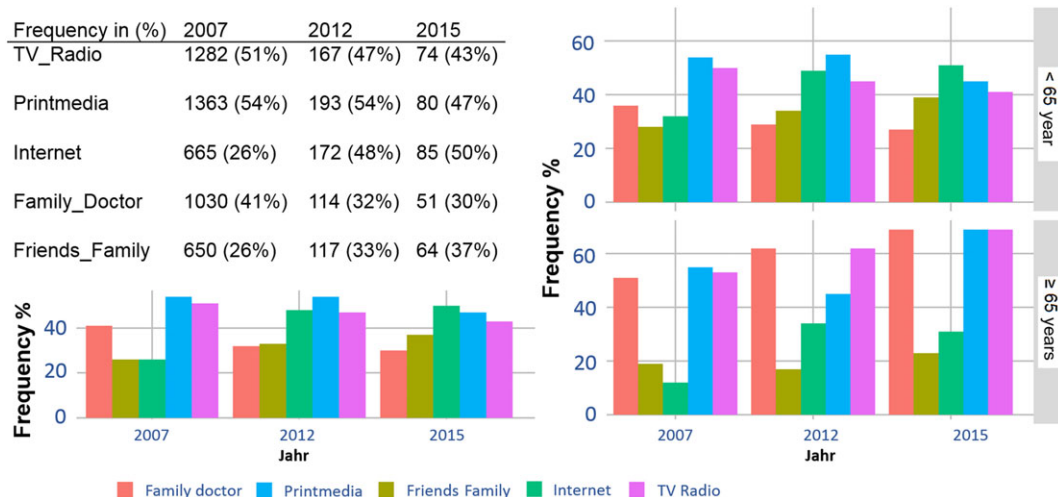 Frequency in (%) 2007 2012 2015
TV_Radio 1282 (51%) 167 (47%) 74 (43%)
Printmedia 1363 (54%) 193 (54%) 80 (47%)
Internet 665 (26%) 172 (48%) 85 (50%)
Family_Doctor 1030 (41%) 114 (32%) 51 (30%)
Friends_Family 650 (26%) 117 (33%) 64 (37%)
Frequency %
40
20
0
2007 2012 2015
Jahr
Frequency %
60
40
20
0
< 65 year
60
40
20
0
≥ 65 years
2007 2012 2015
Jahr
Family doctor Printmedia Friends Family Internet TV Radio